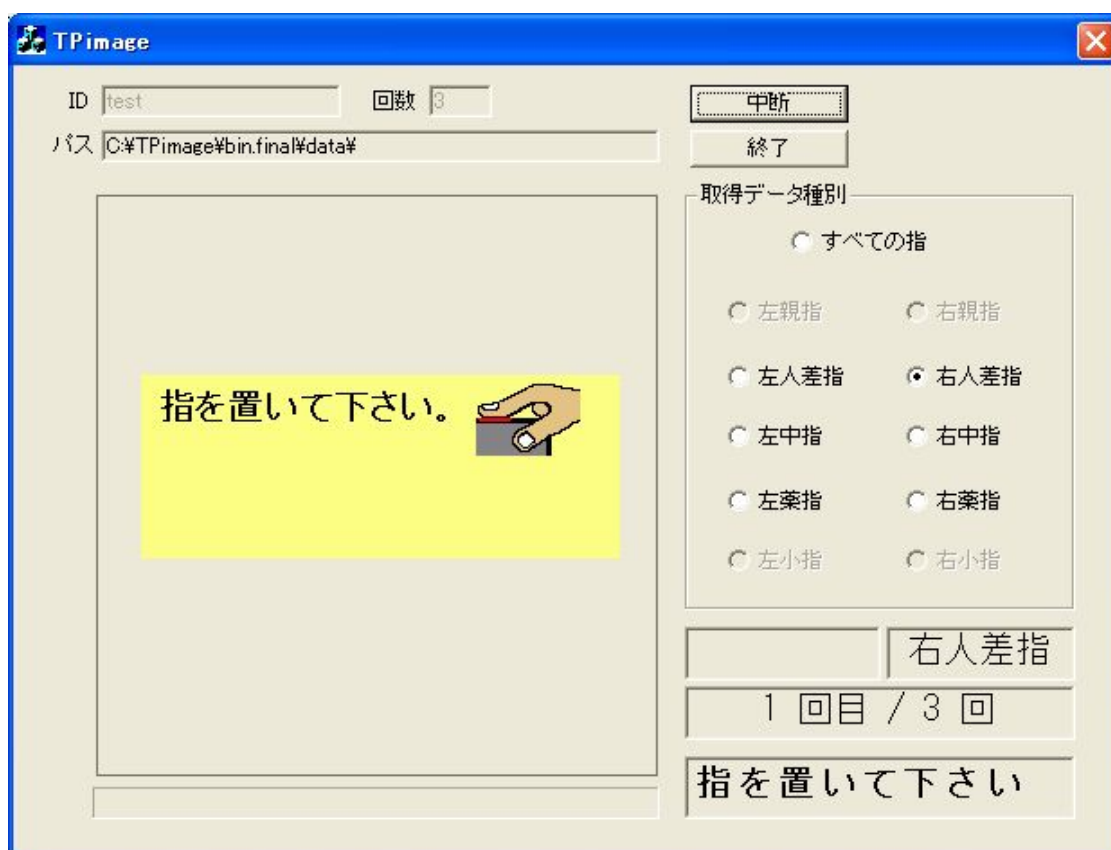 TPimage
ID test 回数 3 中断
パス C:¥TPimage¥bin.final¥data¥ 終了
取得データ種別
すべての指
左親指 右親指
左人差指 右人差指
左中指 右中指
左薬指 右薬指
左小指 右小指
指を置いて下さい。
右人差指
1 回目 / 3 回
指を置いて下さい